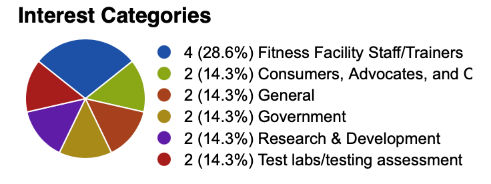 Interest Categories
4 (28.6%) Fitness Facility Staff/Trainers
2 (14.3%) Consumers, Advocates, and C
2 (14.3%) General
2 (14.3%) Government
2 (14.3%) Research & Development
2 (14.3%) Test labs/testing assessment